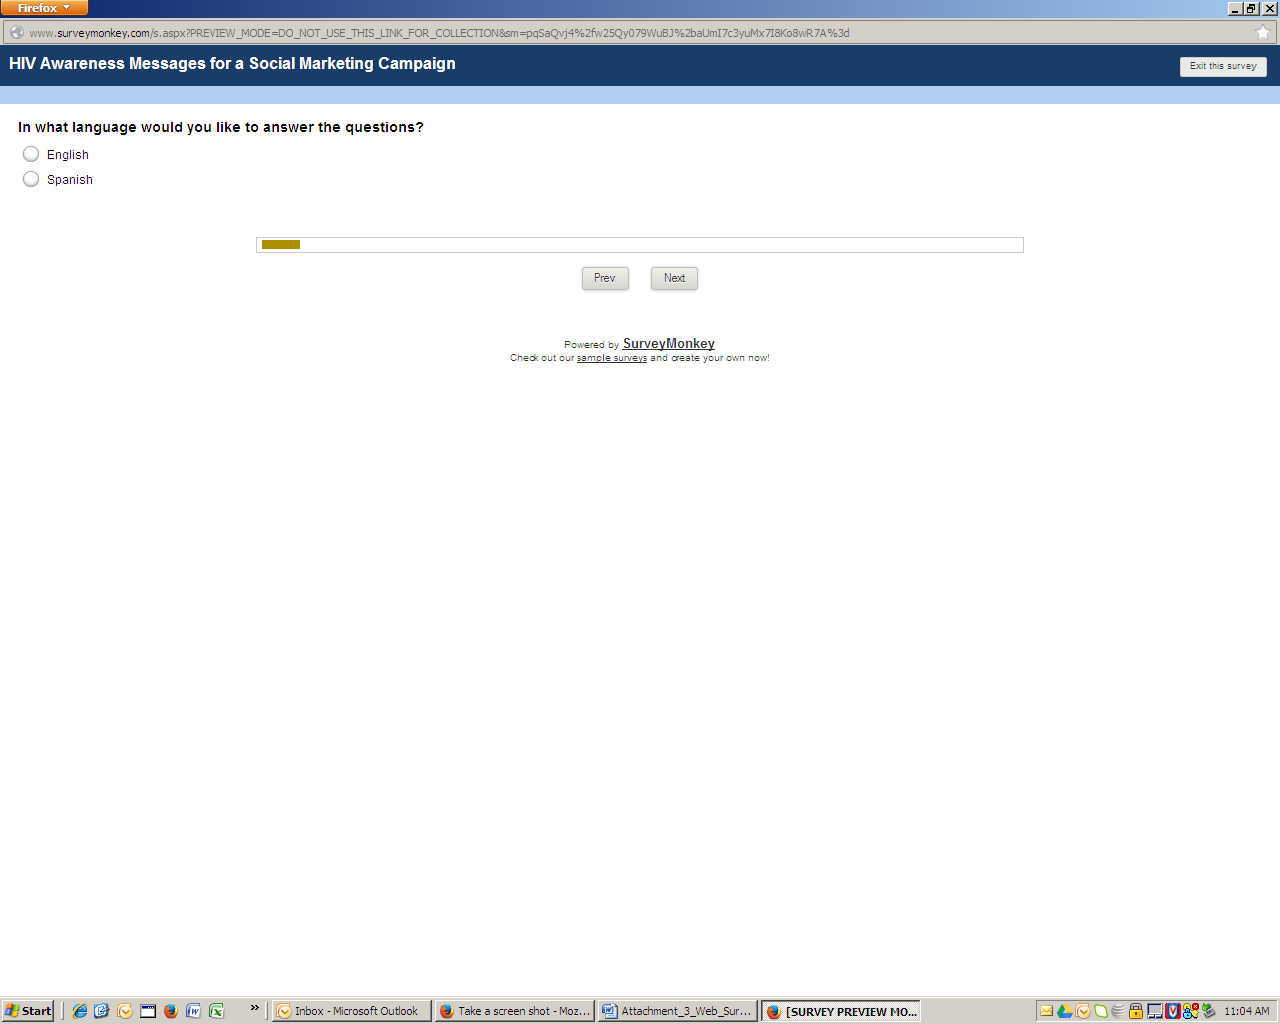 Firefox
www.surveymonkey.com/s.aspx?PREVIEW_MODE=DO_NOT_USE_THIS_LINK_FOR_COLLECTION&sm=pqSaQvj4%2fw25Qy079WuBJ%2baUmI7c3yuMx7I8Ko8wR7A%3d
HIV Awareness Messages for a Social Marketing Campaign
Exit this survey
In what language would you like to answer the questions?
English
Spanish
Prev Next
Powered by SurveyMonkey
Check out our sample surveys and create your own now!
Start Inbox - Microsoft Outlook Take a screen shot - Moz... Attachment_3_Web_Sur... [SURVEY PREVIEW MO... 11:04 AM